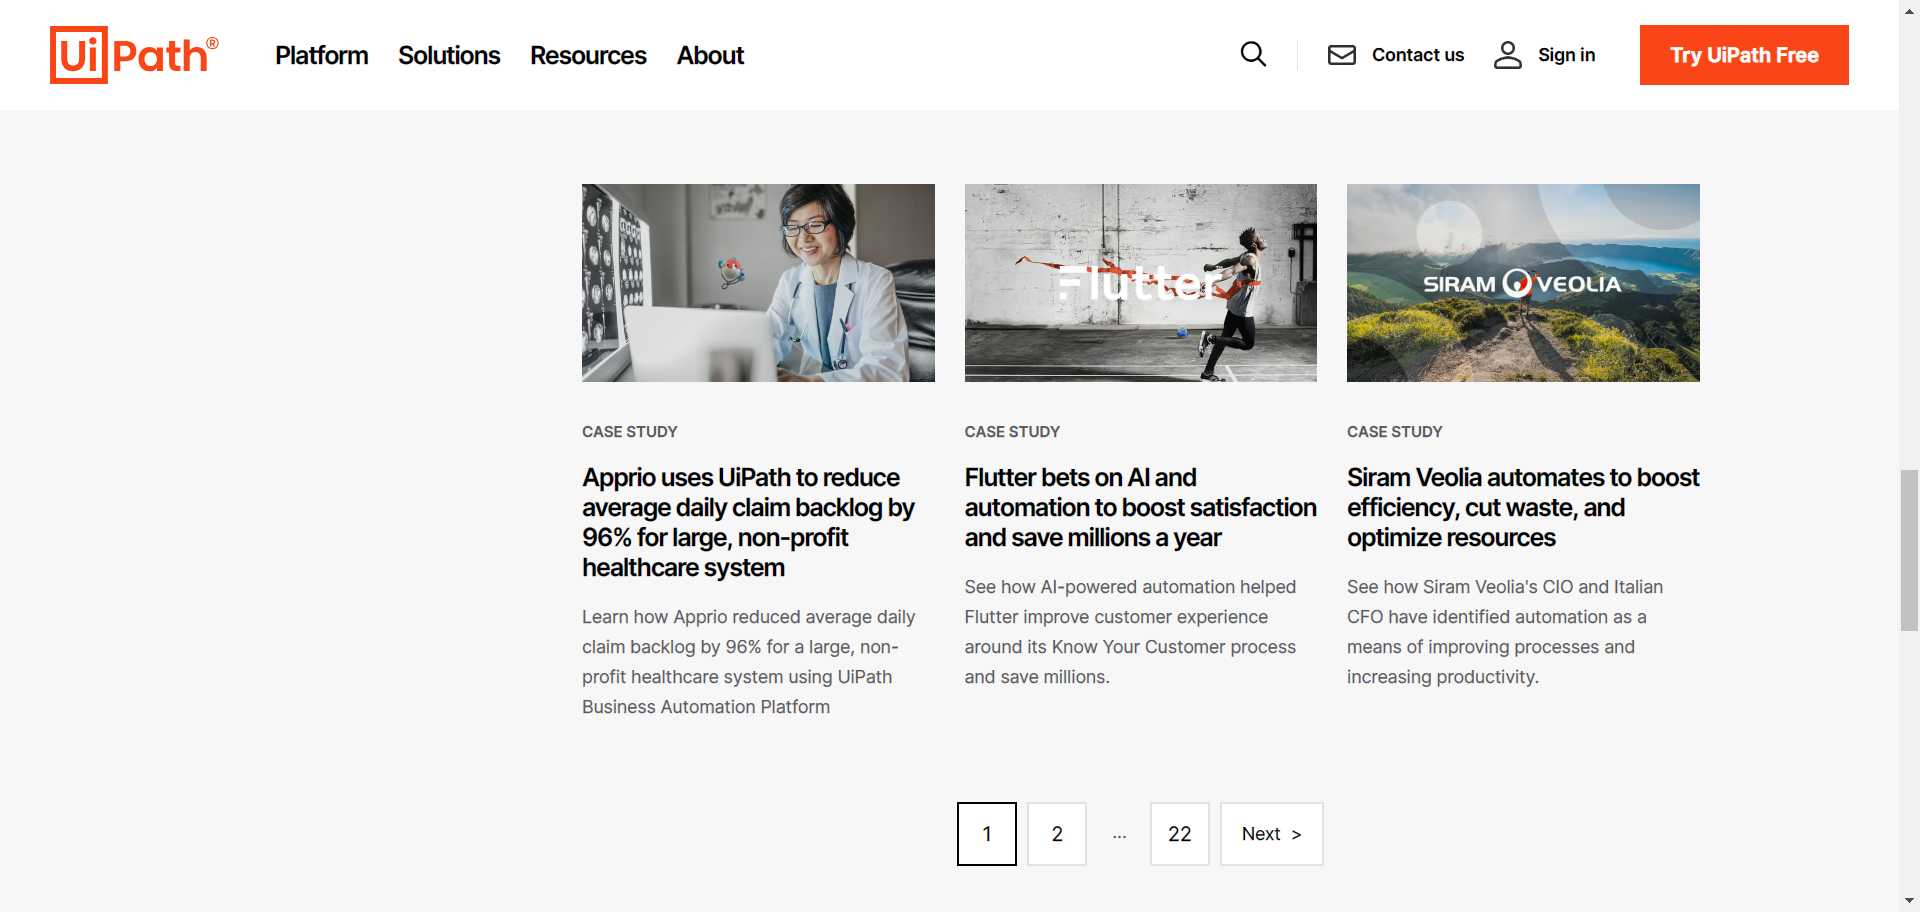 UiPath®
Platform
Solutions
Resources
About
Contact us
Sign in
Try UiPath Free
Flutter
SIRAM VEOLIA
CASE STUDY
Apprio uses UiPath to reduce
average daily claim backlog by
96% for large, non-profit
healthcare system
Learn how Apprio reduced average daily
claim backlog by 96% for a large, non-
profit healthcare system using UiPath
Business Automation Platform
CASE STUDY
Flutter bets on AI and
automation to boost satisfaction
and save millions a year
See how AI-powered automation helped
Flutter improve customer experience
around its Know Your Customer process
and save millions.
CASE STUDY
Siram Veolia automates to boost
efficiency, cut waste, and
optimize resources
See how Siram Veolia's CIO and Italian
CFO have identified automation as a
means of improving processes and
increasing productivity.
1
2
...
22
Next >